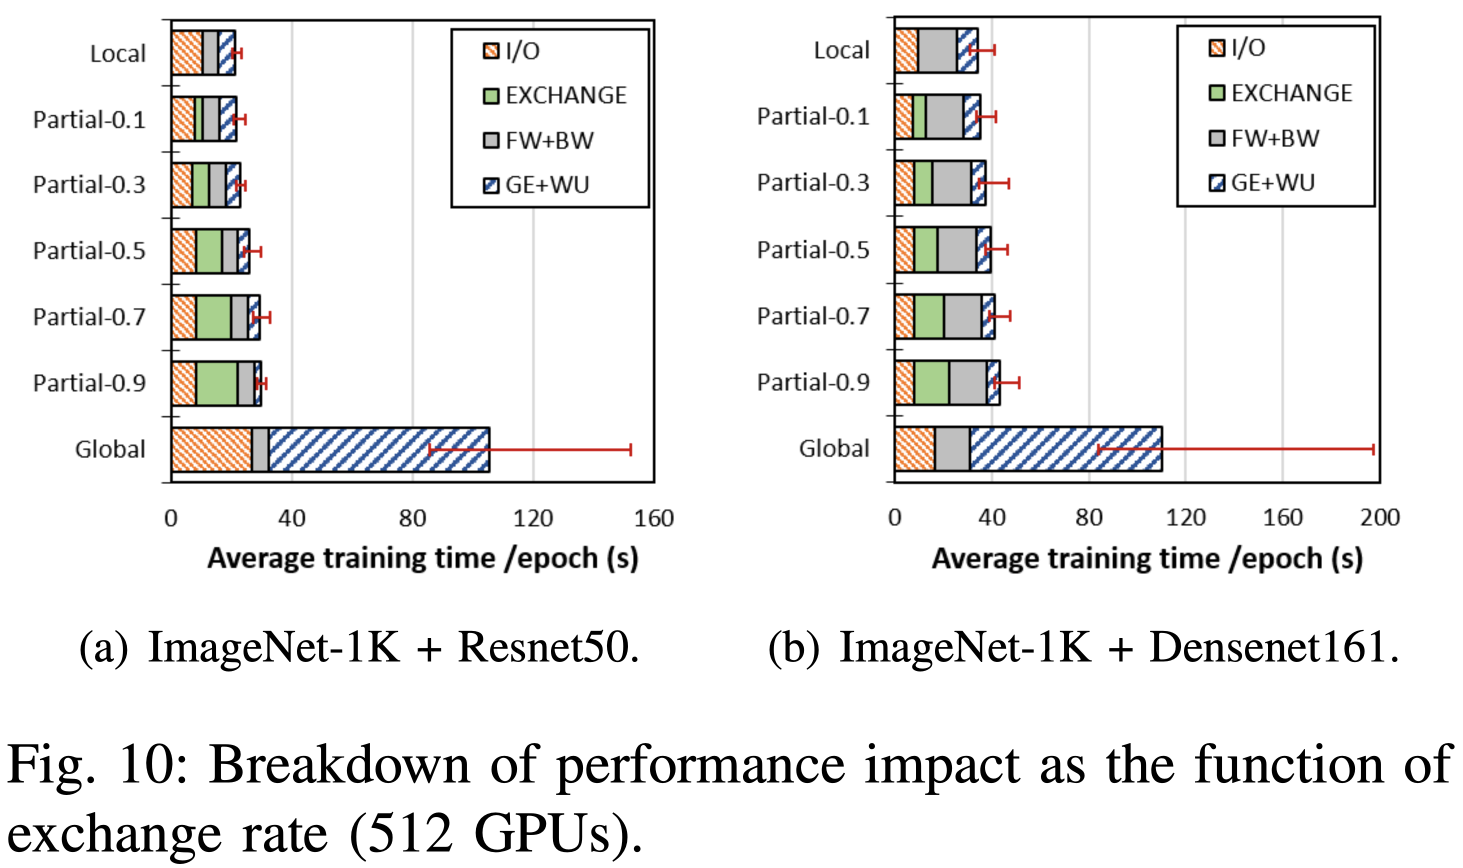 Local
Partial-0.1
Partial-0.3
Partial-0.5
Partial-0.7
Partial-0.9
Global
I/O
EXCHANGE
FW+BW
GE+WU
0 40 80 120 160
Average training time /epoch (s)
(a) ImageNet-1K + Resnet50.
Local
Partial-0.1
Partial-0.3
Partial-0.5
Partial-0.7
Partial-0.9
Global
I/O
EXCHANGE
FW+BW
GE+WU
0 40 80 120 160 200
Average training time /epoch (s)
(b) ImageNet-1K + Densenet161.
Fig. 10: Breakdown of performance impact as the function of
exchange rate (512 GPUs).